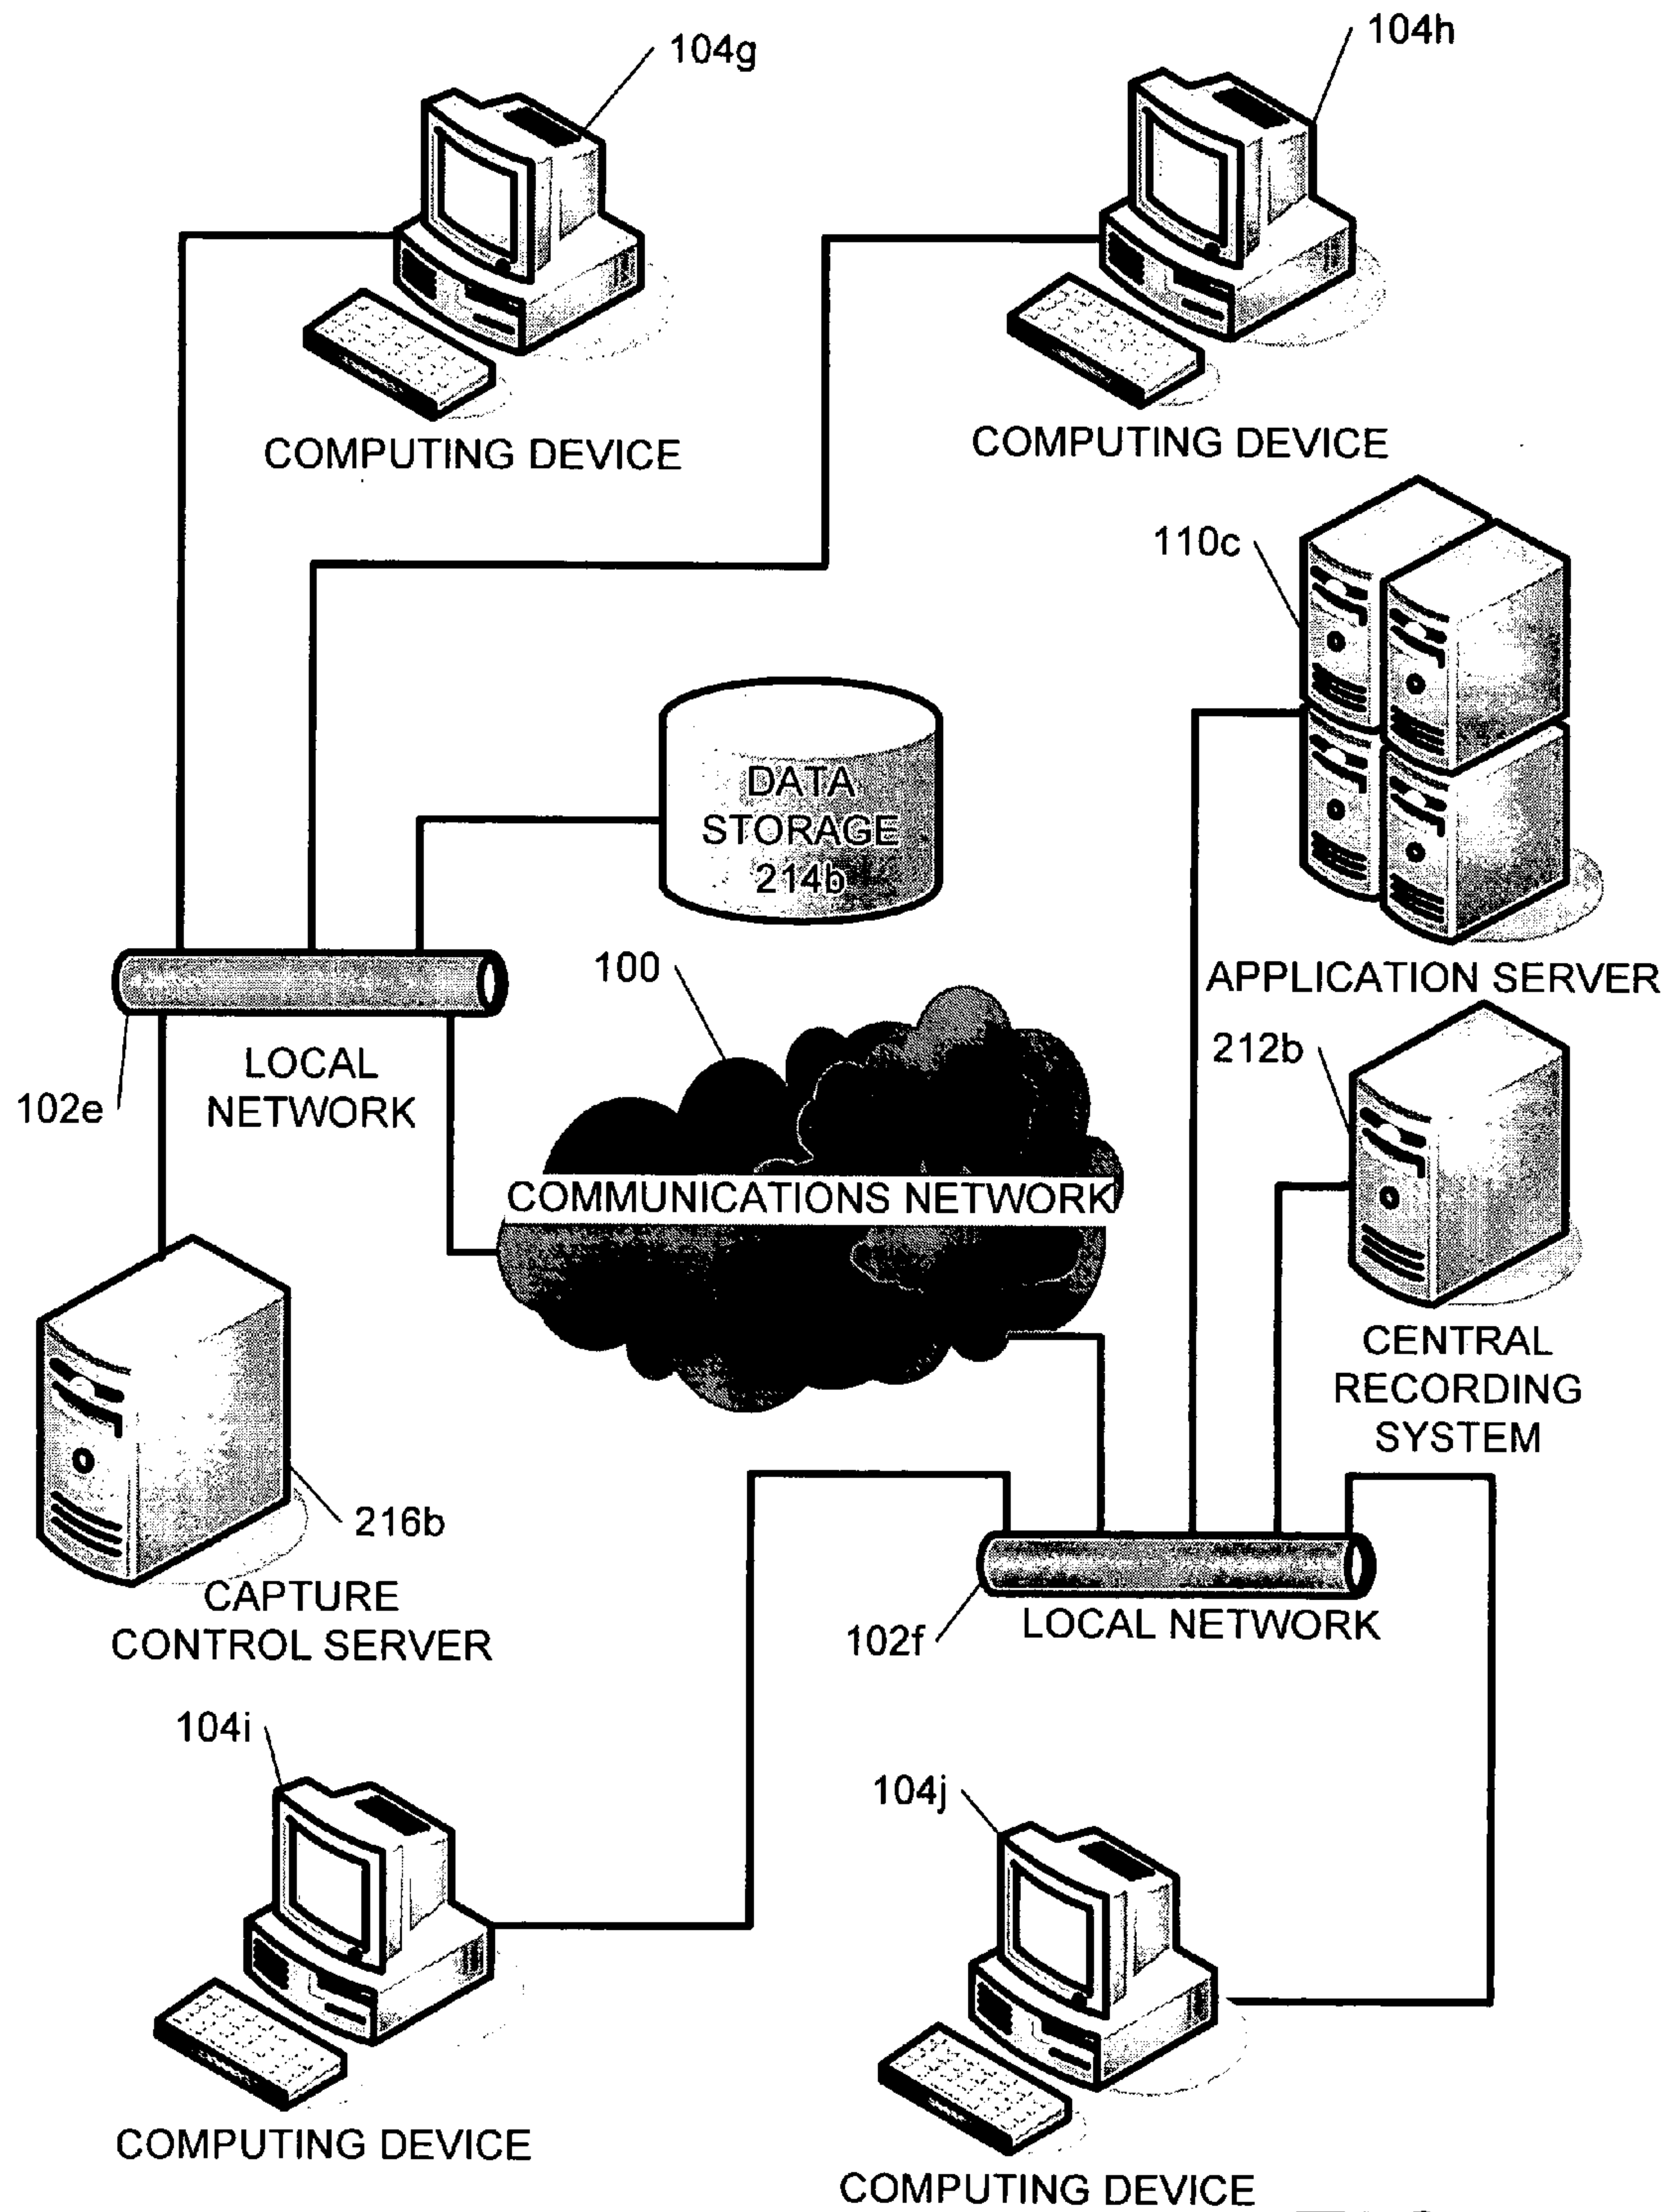 104g
104h
COMPUTING DEVICE
COMPUTING DEVICE
110c
DATA
STORAGE
214b
100
APPLICATION SERVER
212b
LOCAL
NETWORK
102e
COMMUNICATIONS NETWORK
CENTRAL
RECORDING
SYSTEM
216b
CAPTURE
CONTROL SERVER
102f
LOCAL NETWORK
104i
104j
COMPUTING DEVICE
COMPUTING DEVICE